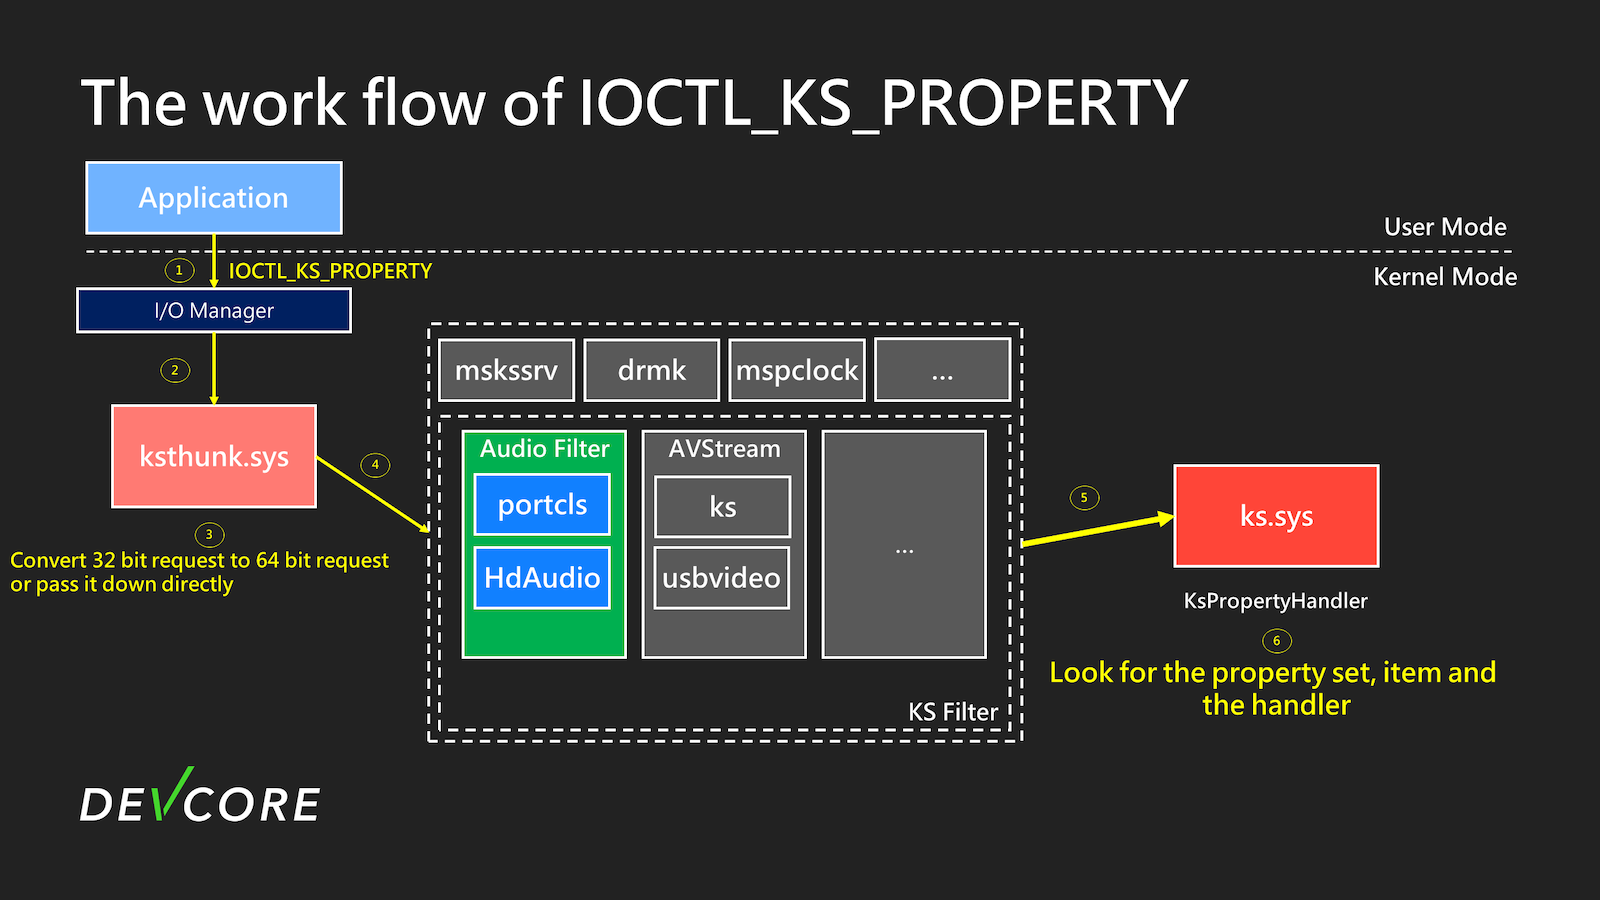 The work flow of IOCTL_KS_PROPERTY
Application
User Mode
1
IOCTL_KS_PROPERTY
Kernel Mode
I/O Manager
2
ksthunk.sys
3
Convert 32 bit request to 64 bit request
or pass it down directly
4
mskssrv
drmk
mspclock
...
Audio Filter
portcls
HdAudio
AVStream
ks
usbvideo
...
KS Filter
5
ks.sys
KsPropertyHandler
6
Look for the property set, item and
the handler
DEVCORE